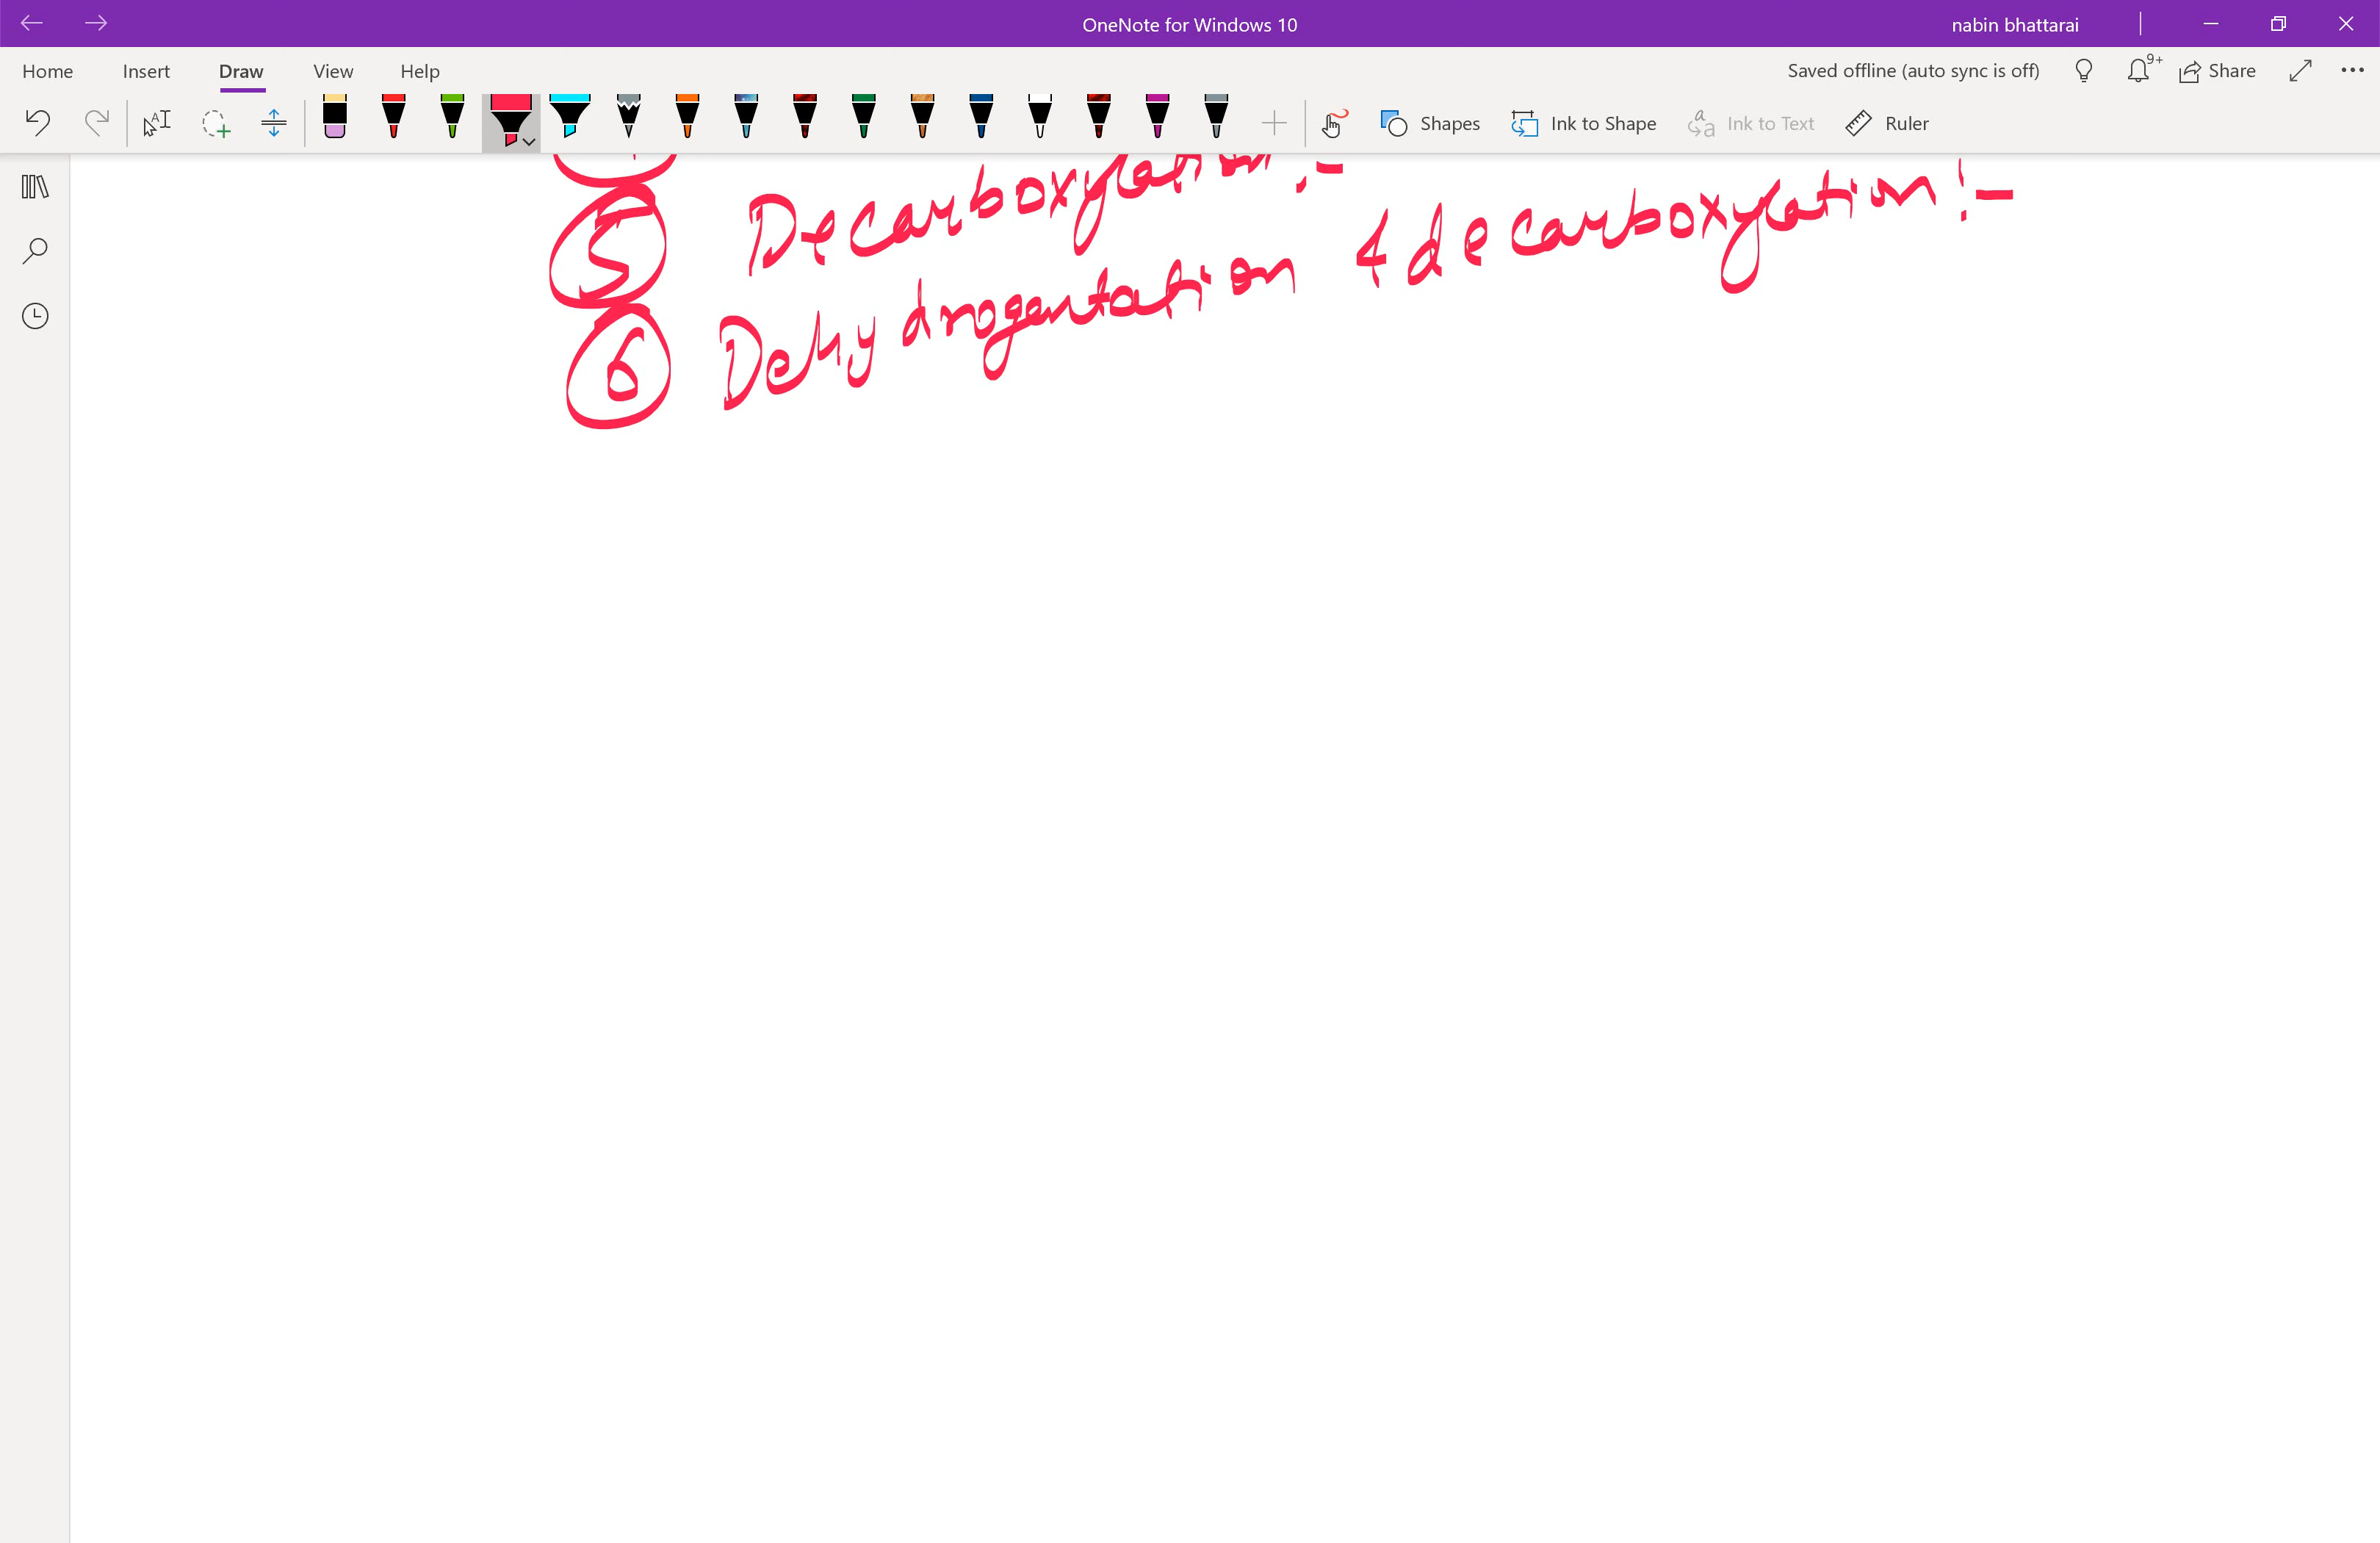 OneNote for Windows 10
nabin bhattarai
Home Insert Draw View Help
Saved offline (auto sync is off) 9+ Share
Shapes Ink to Shape Ink to Text Ruler
5 Decarboxylation :-
6 Dehydrogentation & decarboxylation :-